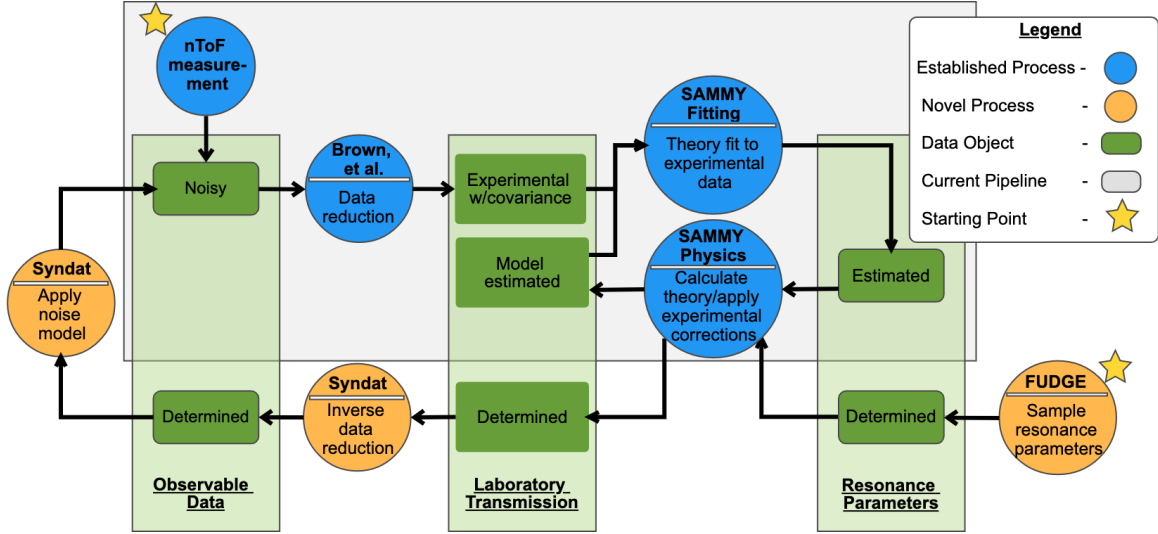 nToF
measure-
ment
Noisy
Brown,
et al.
Data
reduction
Experimental
w/covariance
Model
estimated
SAMMY
Fitting
Theory fit to
experimental
data
SAMMY
Physics
Calculate
theory/apply
experimental
corrections
Estimated
Legend
Established Process -
Novel Process -
Data Object -
Current Pipeline -
Starting Point -
Syndat
Apply
noise
model
Determined
Syndat
Inverse
data
reduction
Determined
Determined
FUDGE
Sample
resonance
parameters
Observable
Data
Laboratory
Transmission
Resonance
Parameters